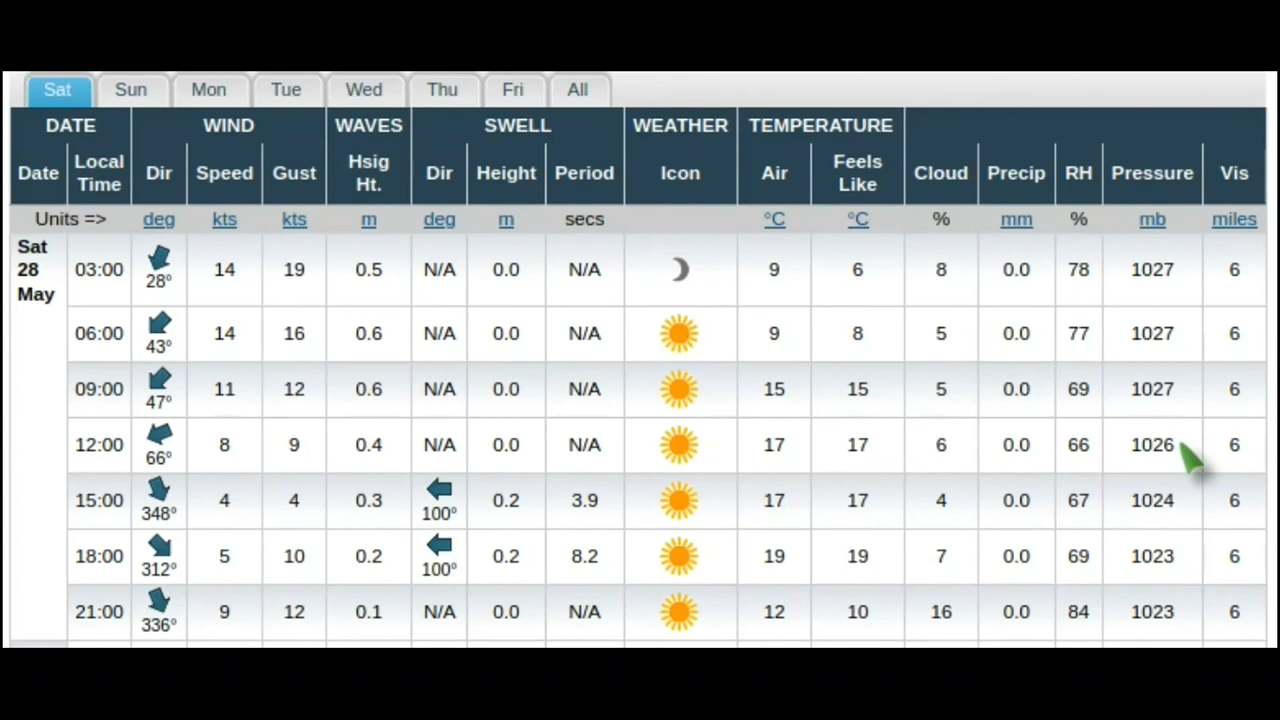 Sat Sun Mon Tue Wed Thu Fri All
DATE WIND WAVES SWELL WEATHER TEMPERATURE
Date Local Time Dir Speed Gust Hsig Ht. Dir Height Period Icon Air Feels Like Cloud Precip RH Pressure Vis
Units => deg kts kts m deg m secs °C °C % mm % mb miles
Sat 28 May 03:00 28° 14 19 0.5 N/A 0.0 N/A 9 6 8 0.0 78 1027 6
06:00 43° 14 16 0.6 N/A 0.0 N/A 9 8 5 0.0 77 1027 6
09:00 47° 11 12 0.6 N/A 0.0 N/A 15 15 5 0.0 69 1027 6
12:00 66° 8 9 0.4 N/A 0.0 N/A 17 17 6 0.0 66 1026 6
15:00 348° 4 4 0.3 100° 0.2 3.9 17 17 4 0.0 67 1024 6
18:00 312° 5 10 0.2 100° 0.2 8.2 19 19 7 0.0 69 1023 6
21:00 336° 9 12 0.1 N/A 0.0 N/A 12 10 16 0.0 84 1023 6